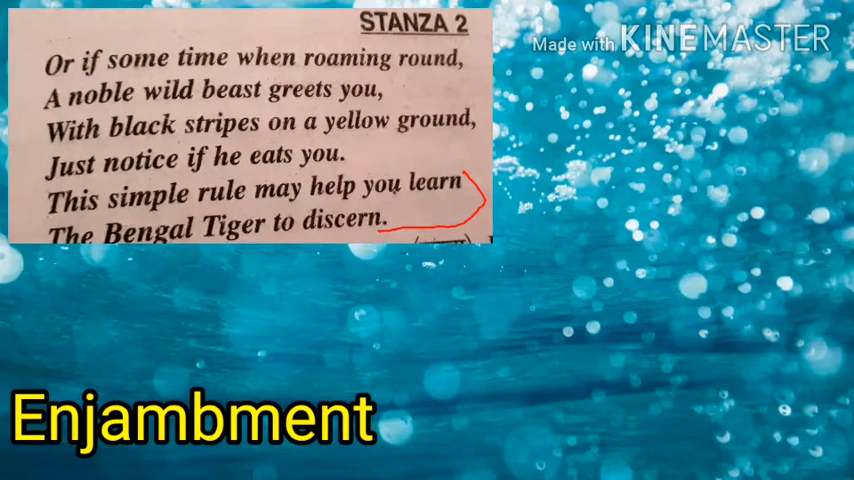 STANZA 2
Made with KINEMASTER
Or if some time when roaming round,
A noble wild beast greets you,
With black stripes on a yellow ground,
Just notice if he eats you.
This simple rule may help you learn
The Bengal Tiger to discern.
Enjambment